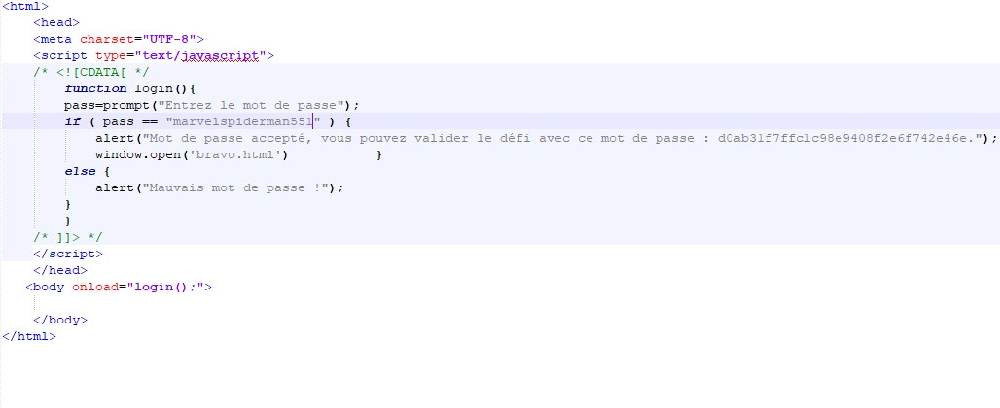 <html>
<head>
<meta charset="UTF-8">
<script type="text/javascript">
/* <![CDATA[ */
function login(){
pass=prompt("Entrez le mot de passe");
if ( pass == "marvelspiderman551" ) {
alert("Mot de passe accepté, vous pouvez valider le défi avec ce mot de passe : d0ab31f7ffc1c98e9408f2e6f742e46e.");
window.open('bravo.html') }
else {
alert("Mauvais mot de passe !");
}
}
/* ]]> */
</script>
</head>
<body onload="login();">
</body>
</html>